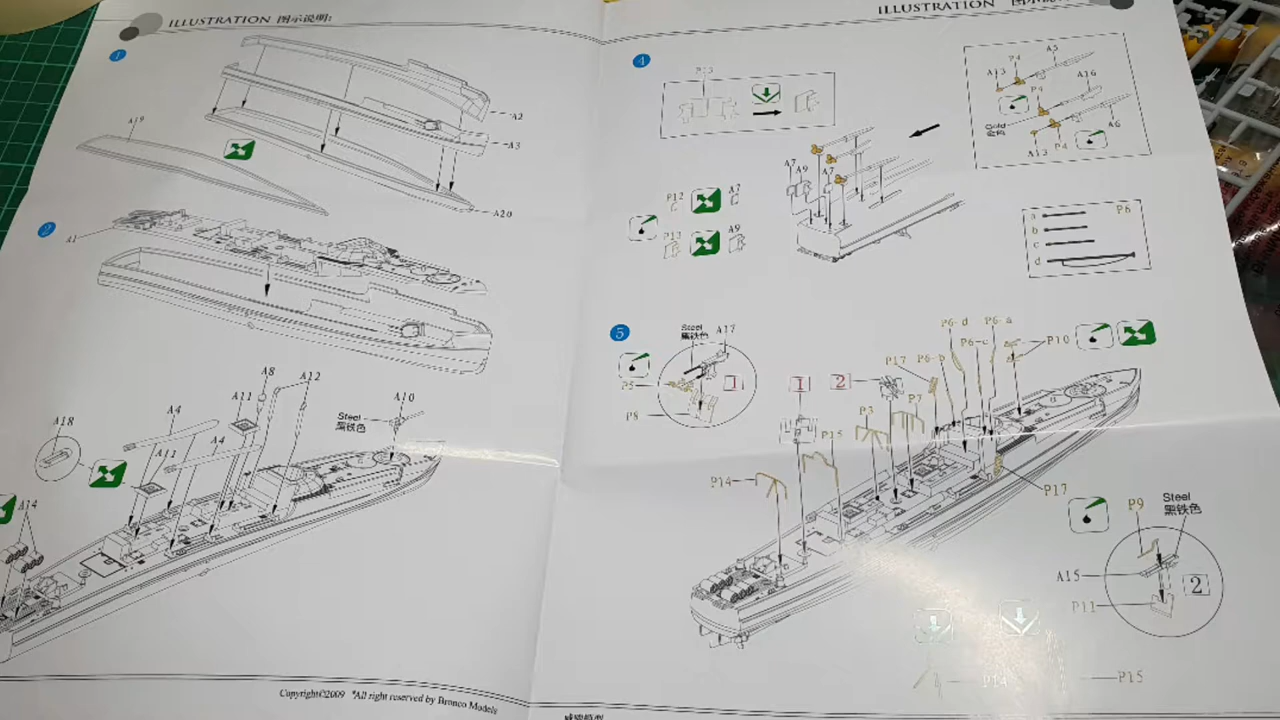 ILLUSTRATION 图示说明:
ILLUSTRATION
1
A2
A3
A19
A20
2
A1
A8
A12
A11
A10
A4
Steel
黑铁色
A18
A4
A11
A14
Copyright©2009 *All right reserved by Bronco Models
4
P13
A5
P4
A13
A16
P4
Gold
金色
A6
A13
P4
A7
A9
A7
P12
A7
P13
A9
a
P6
b
c
d
5
Steel
黑铁色
A17
1
P5
P8
P6-d
P6-a
P6-c
P10
P17
P6-b
1
2
P7
P3
P15
P14
P17
P9
Steel
黑铁色
A15
2
P11
P14
P15